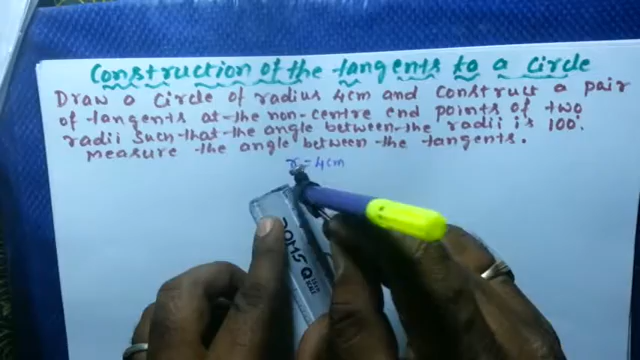 Construction of the tangents to a Circle
Draw a Circle of radius 4cm and Construct a pair
of tangents at the non-centre end points of two
radii such that the angle between the radii is 100°.
Measure the angle between the tangents.
r = 4cm
DOMS